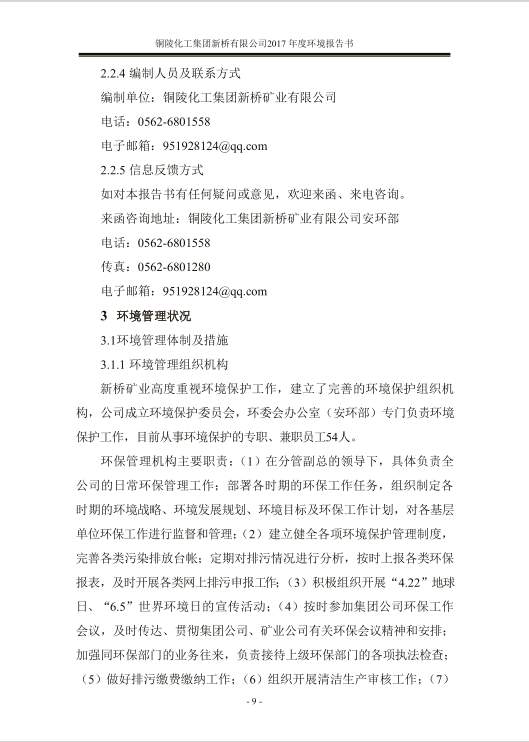 铜陵化工集团新桥有限公司2017 年度环境报告书
2.2.4 编制人员及联系方式
编制单位：铜陵化工集团新桥矿业有限公司
电话：0562-6801558
电子邮箱：951928124@qq.com
2.2.5 信息反馈方式
如对本报告书有任何疑问或意见，欢迎来函、来电咨询。
来函咨询地址：铜陵化工集团新桥矿业有限公司安环部
电话：0562-6801558
传真：0562-6801280
电子邮箱：951928124@qq.com
3 环境管理状况
3.1环境管理体制及措施
3.1.1 环境管理组织机构
新桥矿业高度重视环境保护工作，建立了完善的环境保护组织机
构，公司成立环境保护委员会，环委会办公室（安环部）专门负责环境
保护工作，目前从事环境保护的专职、兼职员工54人。
环保管理机构主要职责：（1）在分管副总的领导下，具体负责全
公司的日常环保管理工作；部署各时期的环保工作任务，组织制定各
时期的环境战略、环境发展规划、环境目标及环保工作计划，对各基层
单位环保工作进行监督和管理；（2）建立健全各项环境保护管理制度，
完善各类污染排放台帐；定期对排污情况进行分析，按时上报各类环保
报表，及时开展各类网上排污申报工作；（3）积极组织开展“4.22”地球
日、“6.5”世界环境日的宣传活动；（4）按时参加集团公司环保工作
会议，及时传达、贯彻集团公司、矿业公司有关环保会议精神和安排；
加强同环保部门的业务往来，负责接待上级环保部门的各项执法检查；
（5）做好排污缴费缴纳工作；（6）组织开展清洁生产审核工作；（7）
- 9 -